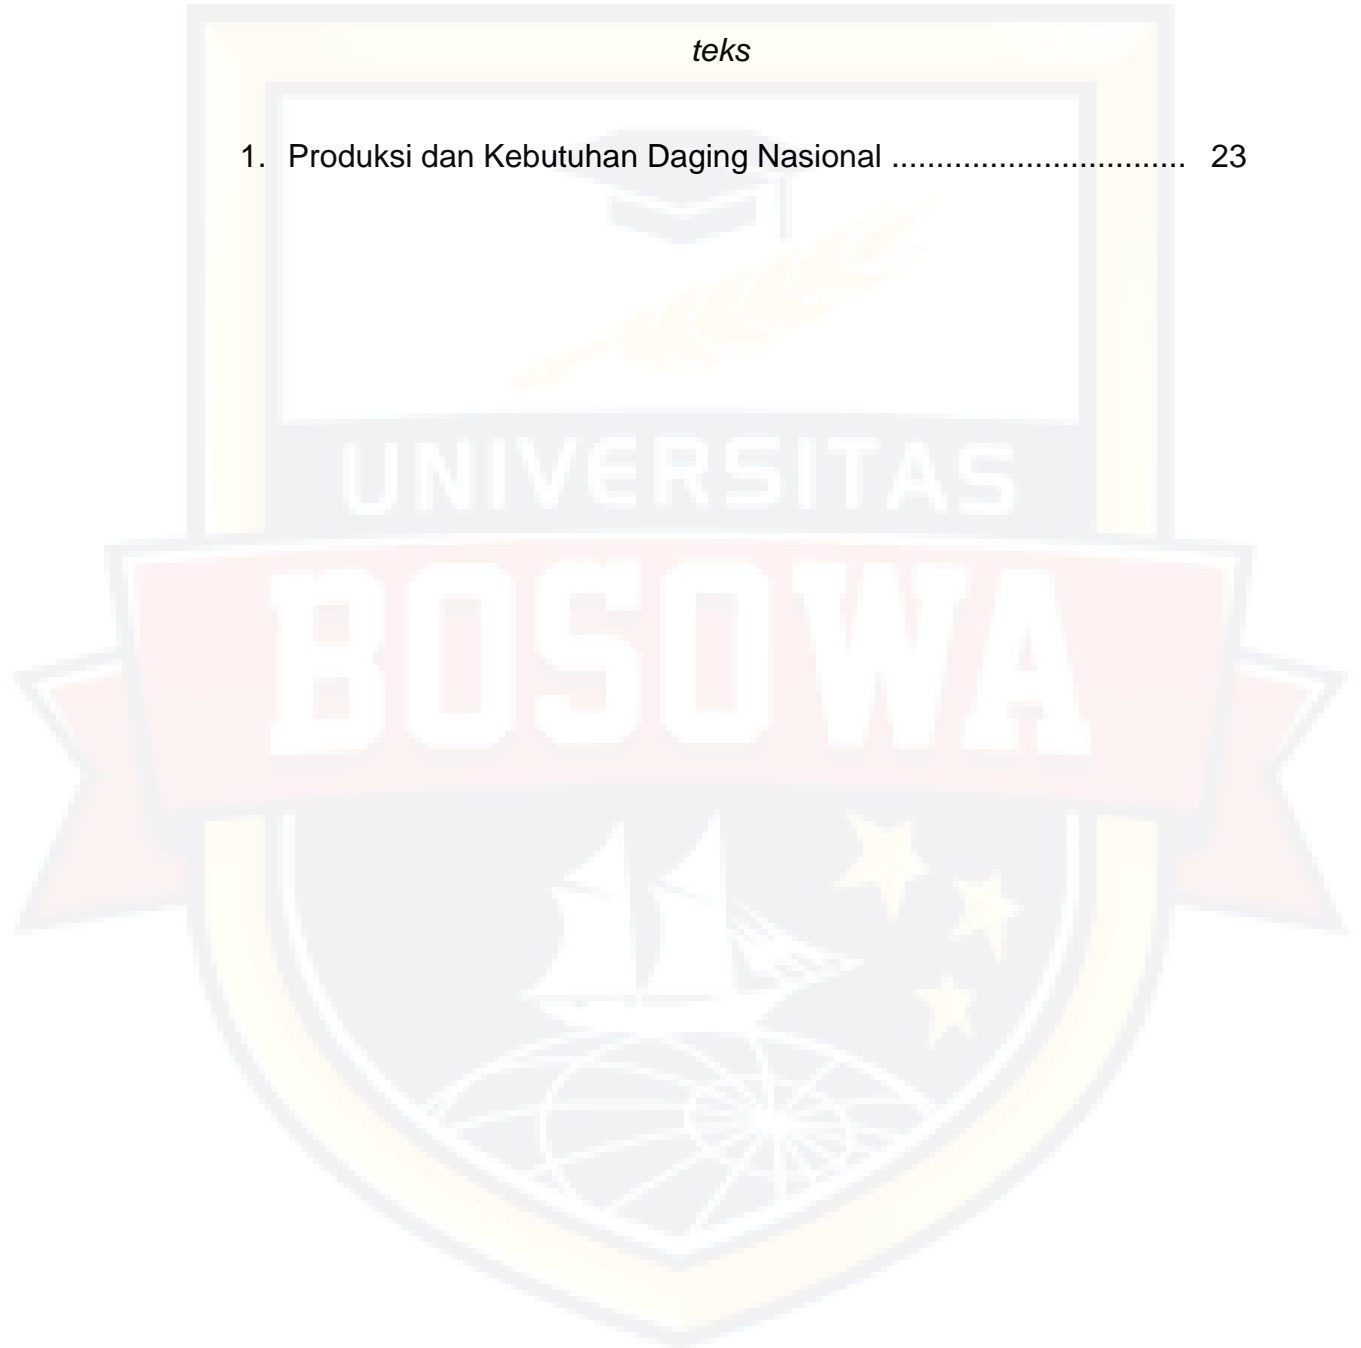 teks
1. Produksi dan Kebutuhan Daging Nasional ................................. 23
UNIVERSITAS
BOSOWA